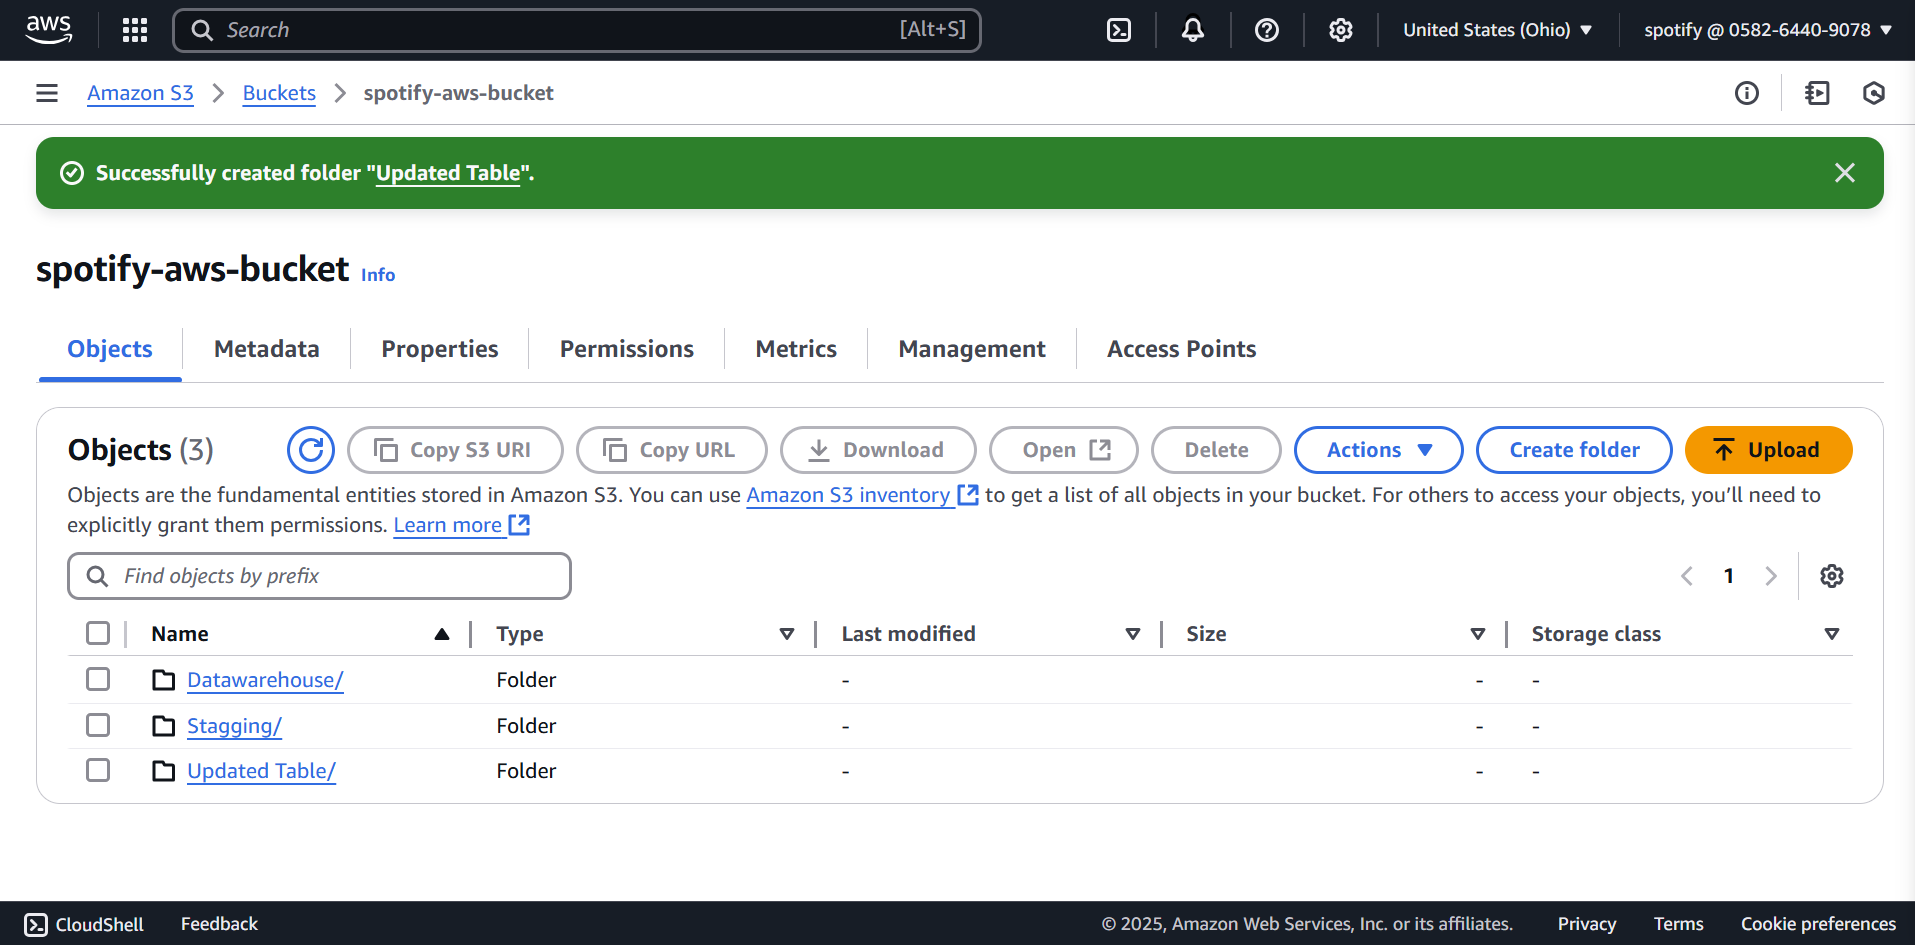 aws
Search [Alt+S]
United States (Ohio) spotify @ 0582-6440-9078
Amazon S3 Buckets spotify-aws-bucket
Successfully created folder "Updated Table".
spotify-aws-bucket Info
Objects Metadata Properties Permissions Metrics Management Access Points
Objects (3) Copy S3 URI Copy URL Download Open Delete Actions Create folder Upload
Objects are the fundamental entities stored in Amazon S3. You can use Amazon S3 inventory to get a list of all objects in your bucket. For others to access your objects, you’ll need to
explicitly grant them permissions. Learn more
Find objects by prefix 1
Name Type Last modified Size Storage class
Datawarehouse/ Folder - - -
Stagging/ Folder - - -
Updated Table/ Folder - - -
CloudShell Feedback © 2025, Amazon Web Services, Inc. or its affiliates. Privacy Terms Cookie preferences